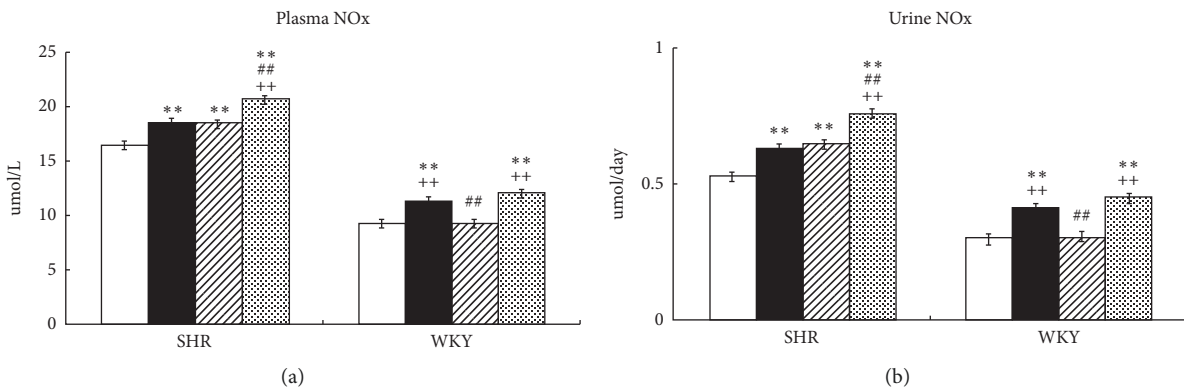 Plasma NOx
25
20
15
10
5
0
umol/L
**
**
**
##
++
**
++
##
**
++
SHR
WKY
(a)
Urine NOx
1
0.5
0
umol/day
**
**
**
##
++
**
++
##
**
++
SHR
WKY
(b)